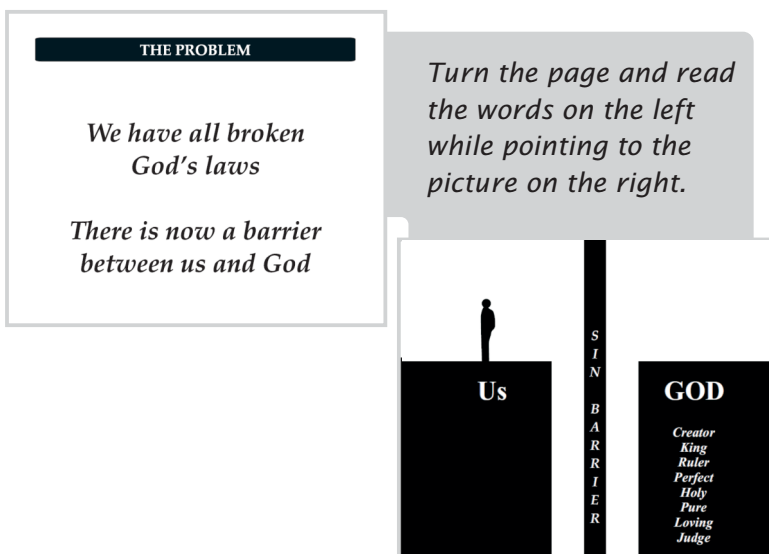 THE PROBLEM
We have all broken
God's laws
There is now a barrier
between us and God
Turn the page and read
the words on the left
while pointing to the
picture on the right.
Us
SIN BARRIER
GOD
Creator
King
Ruler
Perfect
Holy
Pure
Loving
Judge